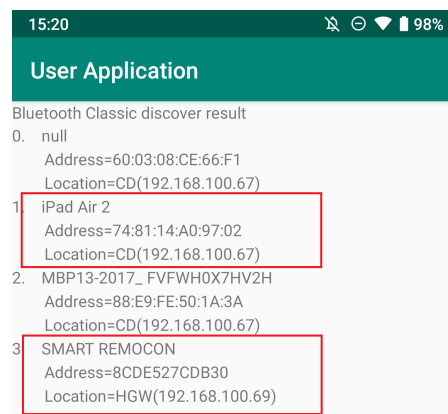 15:20 98%
User Application
Bluetooth Classic discover result
0. null
Address=60:03:08:CE:66:F1
Location=CD(192.168.100.67)
1. iPad Air 2
Address=74:81:14:A0:97:02
Location=CD(192.168.100.67)
2. MBP13-2017_ FVFWH0X7HV2H
Address=88:E9:FE:50:1A:3A
Location=CD(192.168.100.67)
3 SMART REMOCON
Address=8CDE527CDB30
Location=HGW(192.168.100.69)